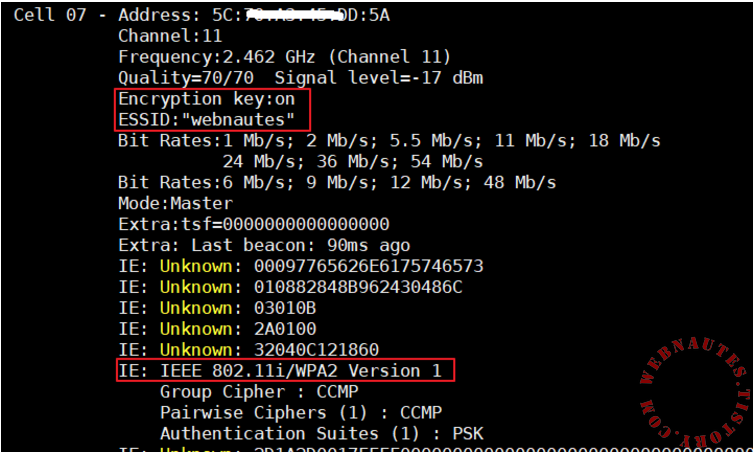 Cell 07 - Address: 5C: DD:5A
Channel:11
Frequency:2.462 GHz (Channel 11)
Quality=70/70  Signal level=-17 dBm
Encryption key:on
ESSID:"webnautes"
Bit Rates:1 Mb/s; 2 Mb/s; 5.5 Mb/s; 11 Mb/s; 18 Mb/s
24 Mb/s; 36 Mb/s; 54 Mb/s
Bit Rates:6 Mb/s; 9 Mb/s; 12 Mb/s; 48 Mb/s
Mode:Master
Extra:tsf=0000000000000000
Extra: Last beacon: 90ms ago
IE: Unknown: 00097765626E6175746573
IE: Unknown: 010882848B962430486C
IE: Unknown: 03010B
IE: Unknown: 2A0100
IE: Unknown: 32040C121860
IE: IEEE 802.11i/WPA2 Version 1
Group Cipher : CCMP
Pairwise Ciphers (1) : CCMP
Authentication Suites (1) : PSK
IE: Unknown:
WEBNAUTES.TISTORY.COM